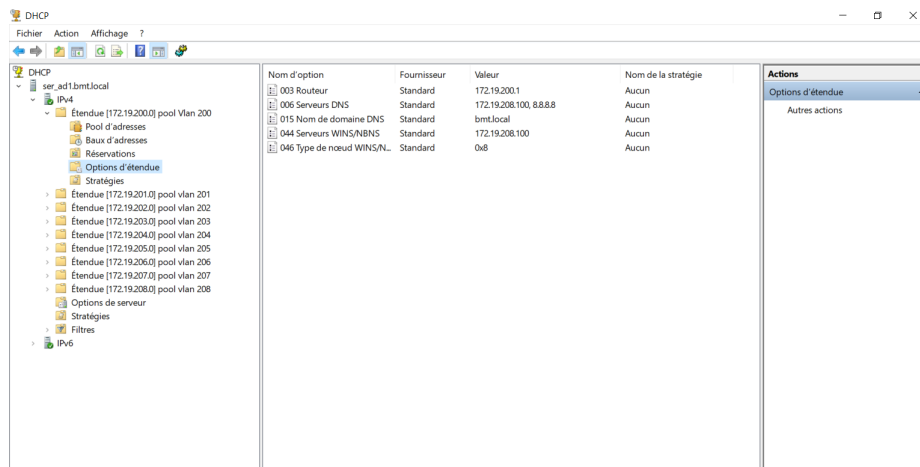 DHCP
Fichier Action Affichage ?
DHCP
ser_ad1.bmt.local
IPv4
Étendue [172.19.200.0] pool Vlan 200
Pool d'adresses
Baux d'adresses
Réservations
Options d'étendue
Stratégies
Étendue [172.19.201.0] pool vlan 201
Étendue [172.19.202.0] pool vlan 202
Étendue [172.19.203.0] pool vlan 203
Étendue [172.19.204.0] pool vlan 204
Étendue [172.19.205.0] pool vlan 205
Étendue [172.19.206.0] pool vlan 206
Étendue [172.19.207.0] pool vlan 207
Étendue [172.19.208.0] pool vlan 208
Options de serveur
Stratégies
Filtres
IPv6
Nom d'option Fournisseur Valeur Nom de la stratégie
003 Routeur Standard 172.19.200.1 Aucun
006 Serveurs DNS Standard 172.19.208.100, 8.8.8.8 Aucun
015 Nom de domaine DNS Standard bmt.local Aucun
044 Serveurs WINS/NBNS Standard 172.19.208.100 Aucun
046 Type de nœud WINS/N... Standard 0x8 Aucun
Actions
Options d'étendue
Autres actions